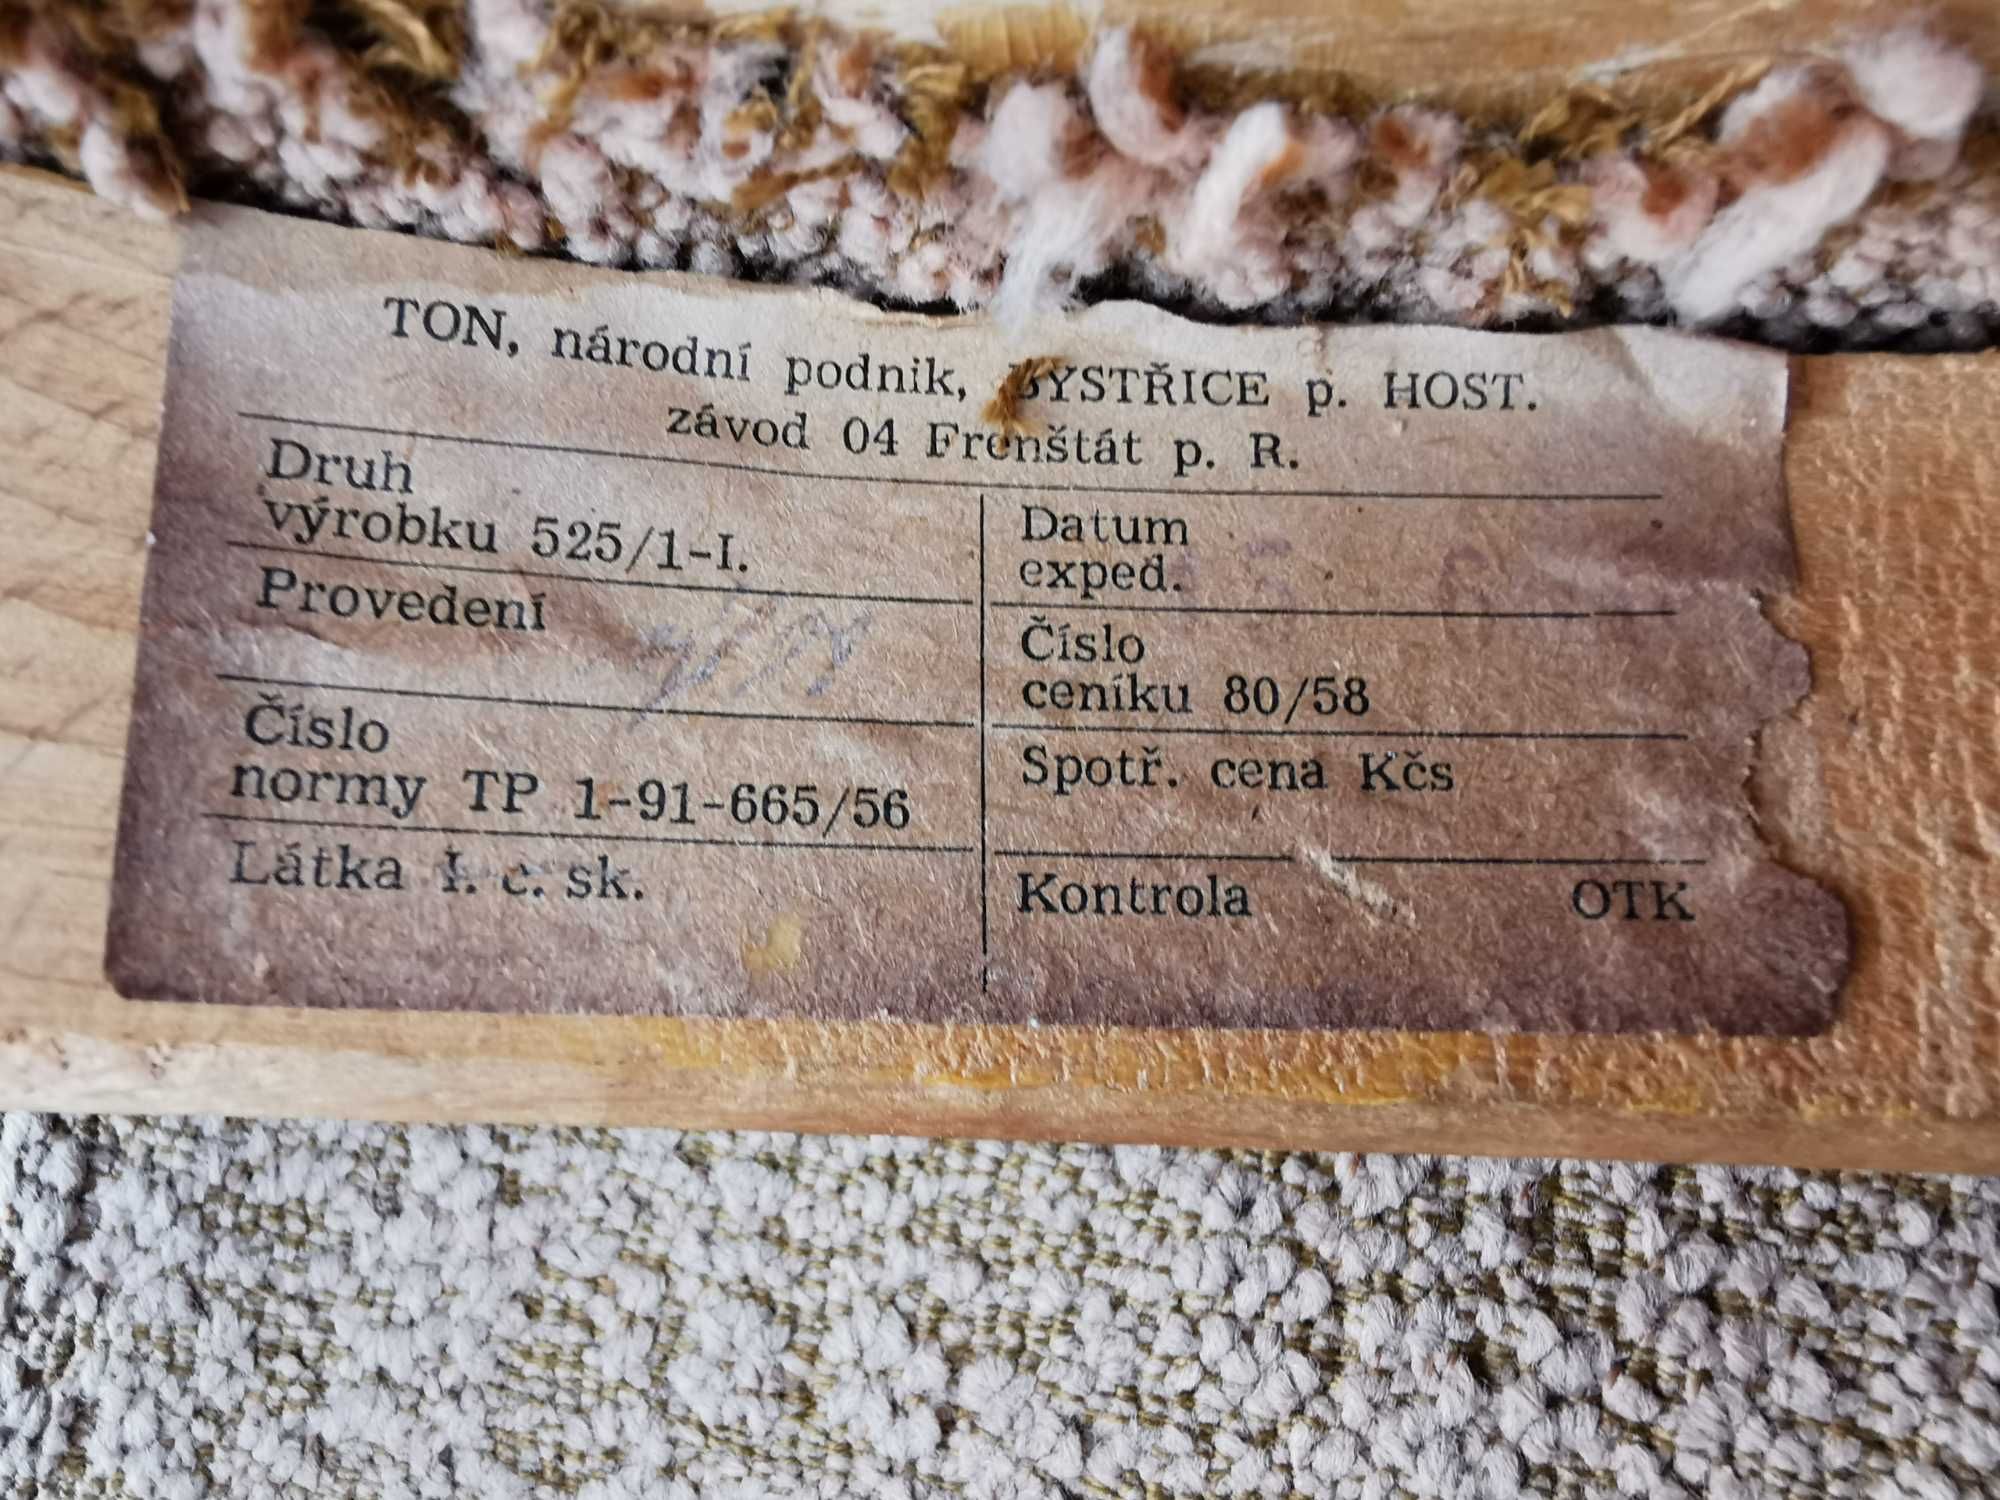 TON, národní podnik, BYSTŘICE p. HOST.
závod 04 Frenštát p. R.
Druh
výrobku 525/1-I.
Provedení
Číslo
normy TP 1-91-665/56
Látka I. c. sk.
Datum
exped.
Číslo
ceníku 80/58
Spotř. cena Kčs
Kontrola OTK